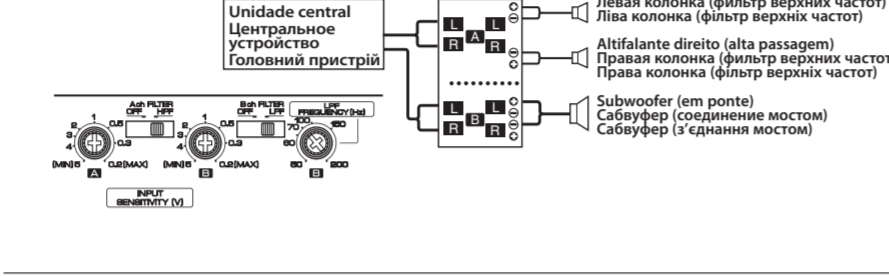 Левая колонка (фильтр верхних частот)
Ліва колонка (фільтр верхніх частот)
Unidade central
Центральное
устройство
Головний пристрій
L
R
A
L
R
Altifalante direito (alta passagem)
Правая колонка (фильтр верхних частот
Права колонка (фільтр верхніх частот)
L
R
B
L
R
Subwoofer (em ponte)
Сабвуфер (соединение мостом)
Сабвуфер (з'єднання мостом)
Ach FILTER
OFF HPF
Bch FILTER
OFF LPF
LPF
FREQUENCY (Hz)
1
2
3
4
(MIN) 5
0.5
0.3
0.2 (MAX)
A
1
2
3
4
(MIN) 5
0.5
0.3
0.2 (MAX)
B
100
70
60
50
150
200
B
INPUT
SENSITIVITY (V)